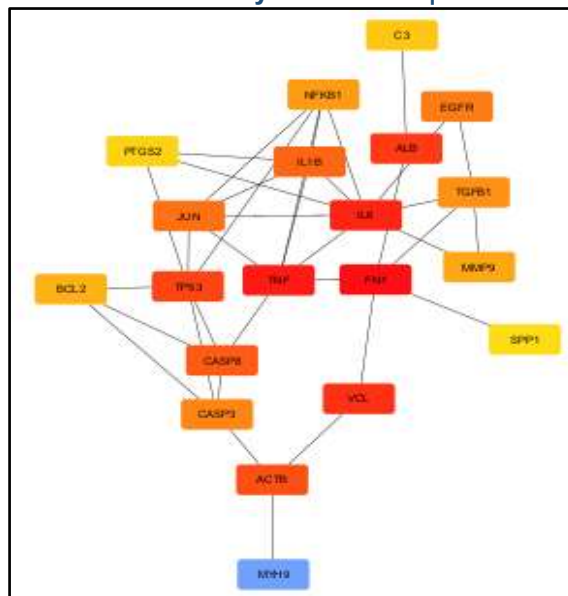 C3
NFKB1
EGFR
PTGS2
IL1B
ALB
TGFB1
JUN
IL6
MMP9
BCL2
TP53
TNF
FN1
SPP1
CASP8
CASP3
VCL
ACTB
MYH9